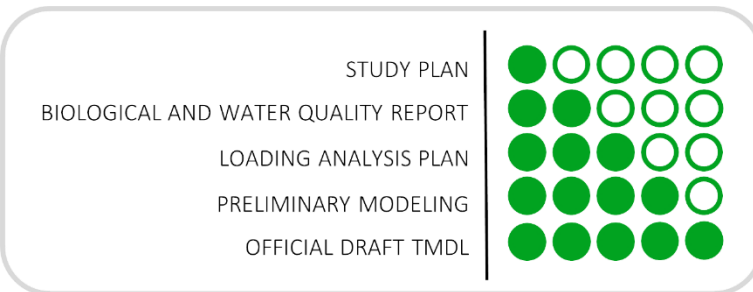 STUDY PLAN
BIOLOGICAL AND WATER QUALITY REPORT
LOADING ANALYSIS PLAN
PRELIMINARY MODELING
OFFICIAL DRAFT TMDL